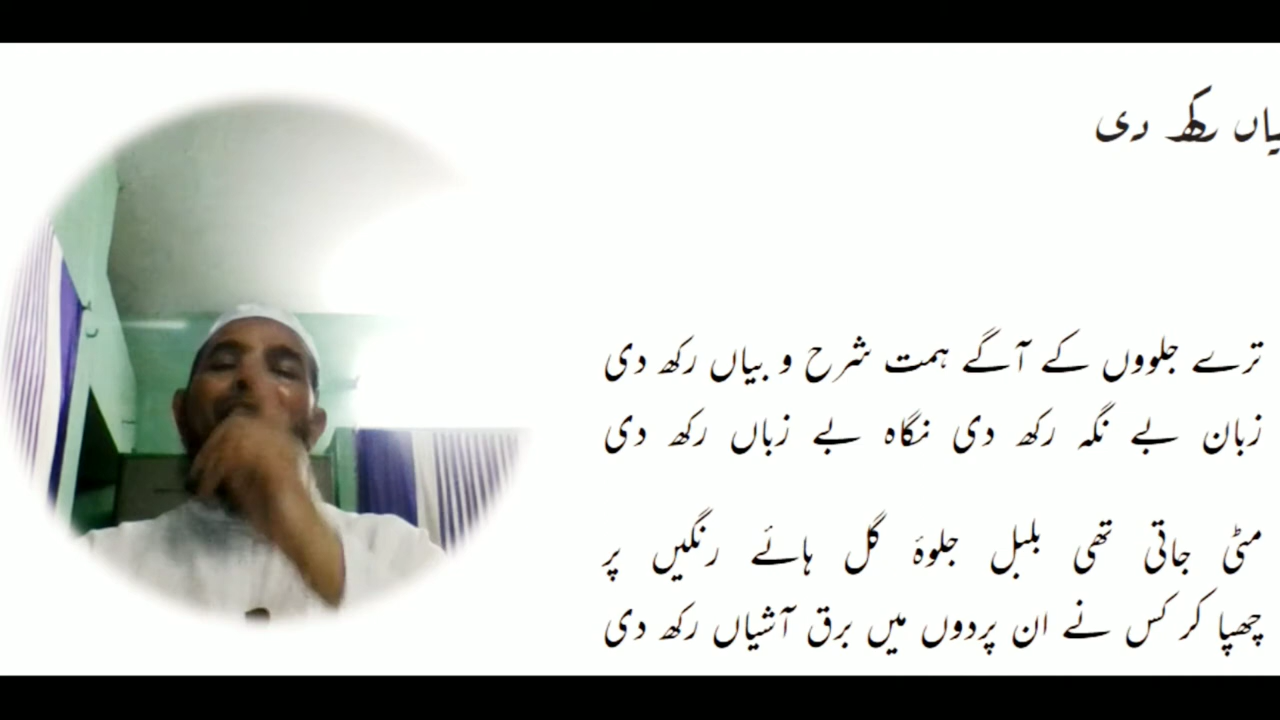 رکھ دی
ترے جلووں کے آگے ہمت شرح و بیاں رکھ دی
زبان بے نگہ رکھ دی نگاہ بے زباں رکھ دی
مٹی جاتی تھی بلبل جلوۂ گل ہائے رنگیں پر
چھپا کر کس نے ان پردوں میں برق آشیاں رکھ دی